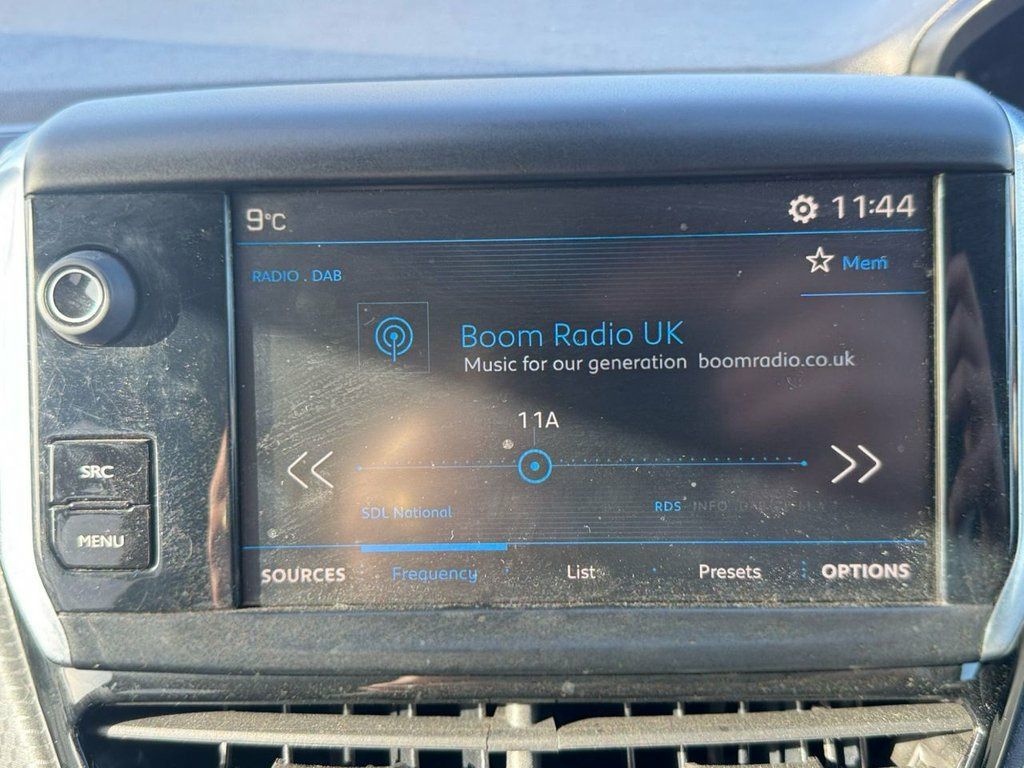 9°C 11:44
RADIO . DAB
Mem
Boom Radio UK
Music for our generation boomradio.co.uk
11A
SRC
SDL National RDS INFO
MENU
SOURCES Frequency List Presets OPTIONS